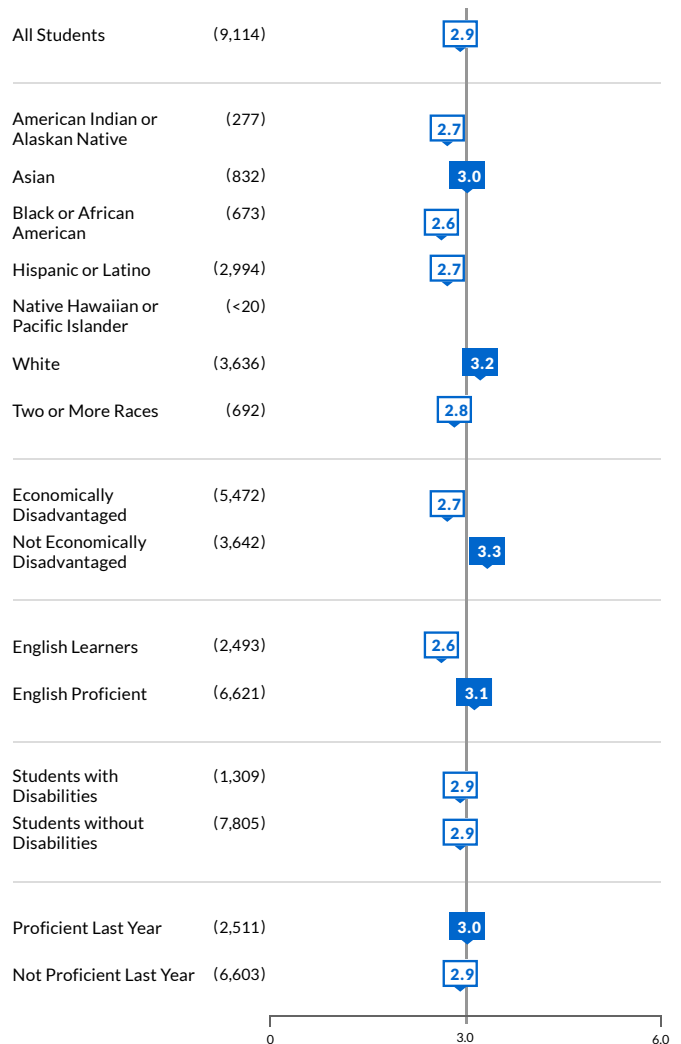 All Students (9,114) 2.9
American Indian or (277)
Alaskan Native 2.7
Asian (832) 3.0
Black or African (673)
American 2.6
Hispanic or Latino (2,994) 2.7
Native Hawaiian or (<20)
Pacific Islander
White (3,636) 3.2
Two or More Races (692) 2.8
Economically (5,472)
Disadvantaged 2.7
Not Economically (3,642)
Disadvantaged 3.3
English Learners (2,493) 2.6
English Proficient (6,621) 3.1
Students with (1,309)
Disabilities 2.9
Students without (7,805)
Disabilities 2.9
Proficient Last Year (2,511) 3.0
Not Proficient Last Year (6,603) 2.9
0 3.0 6.0